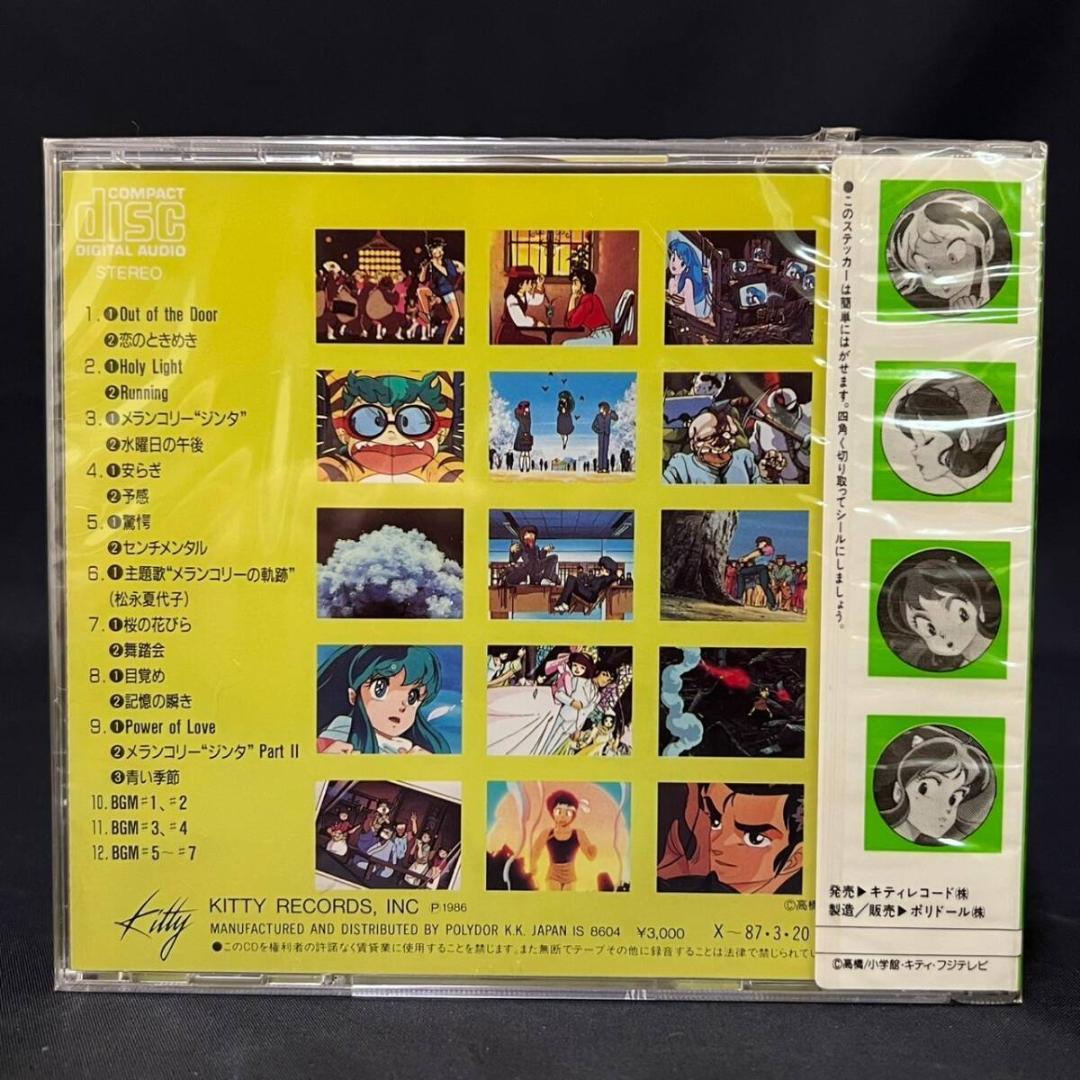 COMPACT
disc
DIGITAL AUDIO
STEREO
1.❶Out of the Door
❷恋のときめき
2.❶Holy Light
❷Running
3.❶メランコリー“ジンタ”
❷水曜日の午後
4.❶安らぎ
❷予感
5.❶驚愕
❷センチメンタル
6.❶主題歌“メランコリーの軌跡”
(松永夏代子)
7.❶桜の花びら
❷舞踏会
8.❶目覚め
❷記憶の瞬き
9.❶Power of Love
❷メランコリー“ジンタ” Part II
❸青い季節
10.BGM♯1、♯2
11.BGM♯3、♯4
12.BGM♯5～♯7
Kitty
KITTY RECORDS, INC Ⓟ1986
©高橋
MANUFACTURED AND DISTRIBUTED BY POLYDOR K.K. JAPAN IS 8604 ¥3,000 X～87・3・20
●このCDを権利者の許諾なく賃貸業に使用することを禁じます。また無断でテープその他に録音することは法律で禁じられてい
●このステッカーは簡単にはがせます。四角く切り取ってシールにしましょう。
発売▶キティレコード㈱
製造／販売▶ポリドール㈱
©高橋/小学館・キティ・フジテレビ